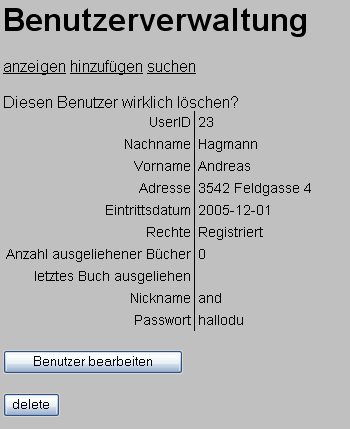 Benutzerverwaltung
anzeigen hinzufügen suchen
Diesen Benutzer wirklich löschen?
UserID 23
Nachname Hagmann
Vorname Andreas
Adresse 3542 Feldgasse 4
Eintrittsdatum 2005-12-01
Rechte Registriert
Anzahl ausgeliehener Bücher 0
letztes Buch ausgeliehen
Nickname and
Passwort hallodu
Benutzer bearbeiten
delete